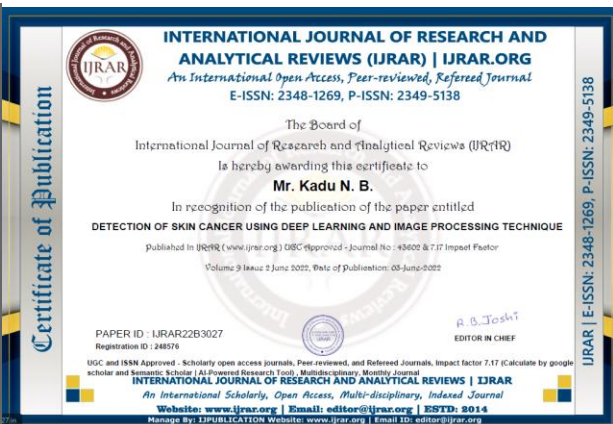 INTERNATIONAL JOURNAL OF RESEARCH AND
ANALYTICAL REVIEWS (IJRAR) | IJRAR.ORG
An International Open Access, Peer-reviewed, Refereed Journal
E-ISSN: 2348-1269, P-ISSN: 2349-5138
The Board of
International Journal of Research and Analytical Reviews (IJRAR)
Is hereby awarding this certificate to
Mr. Kadu N. B.
In recognition of the publication of the paper entitled
DETECTION OF SKIN CANCER USING DEEP LEARNING AND IMAGE PROCESSING TECHNIQUE
Published In IJRAR ( www.ijrar.org ) UGC Approved - Journal No : 43602 & 7.17 Impact Factor
Volume 9 Issue 2 June 2022, Date of Publication: 03-June-2022
PAPER ID : IJRAR22B3027
Registration ID : 248576
R.B.Joshi
EDITOR IN CHIEF
UGC and ISSN Approved - Scholarly open access journals, Peer-reviewed, and Refereed Journals, Impact factor 7.17 (Calculate by google
scholar and Semantic Scholar | AI-Powered Research Tool) , Multidisciplinary, Monthly Journal
INTERNATIONAL JOURNAL OF RESEARCH AND ANALYTICAL REVIEWS | IJRAR
An International Scholarly, Open Access, Multi-disciplinary, Indexed Journal
Website: www.ijrar.org | Email: editor@ijrar.org | ESTD: 2014
Manage By: IJPUBLICATION Website: www.ijrar.org | Email ID: editor@ijrar.org
Certificate of Publication
IJRAR | E-ISSN: 2348-1269, P-ISSN: 2349-5138
IJRAR